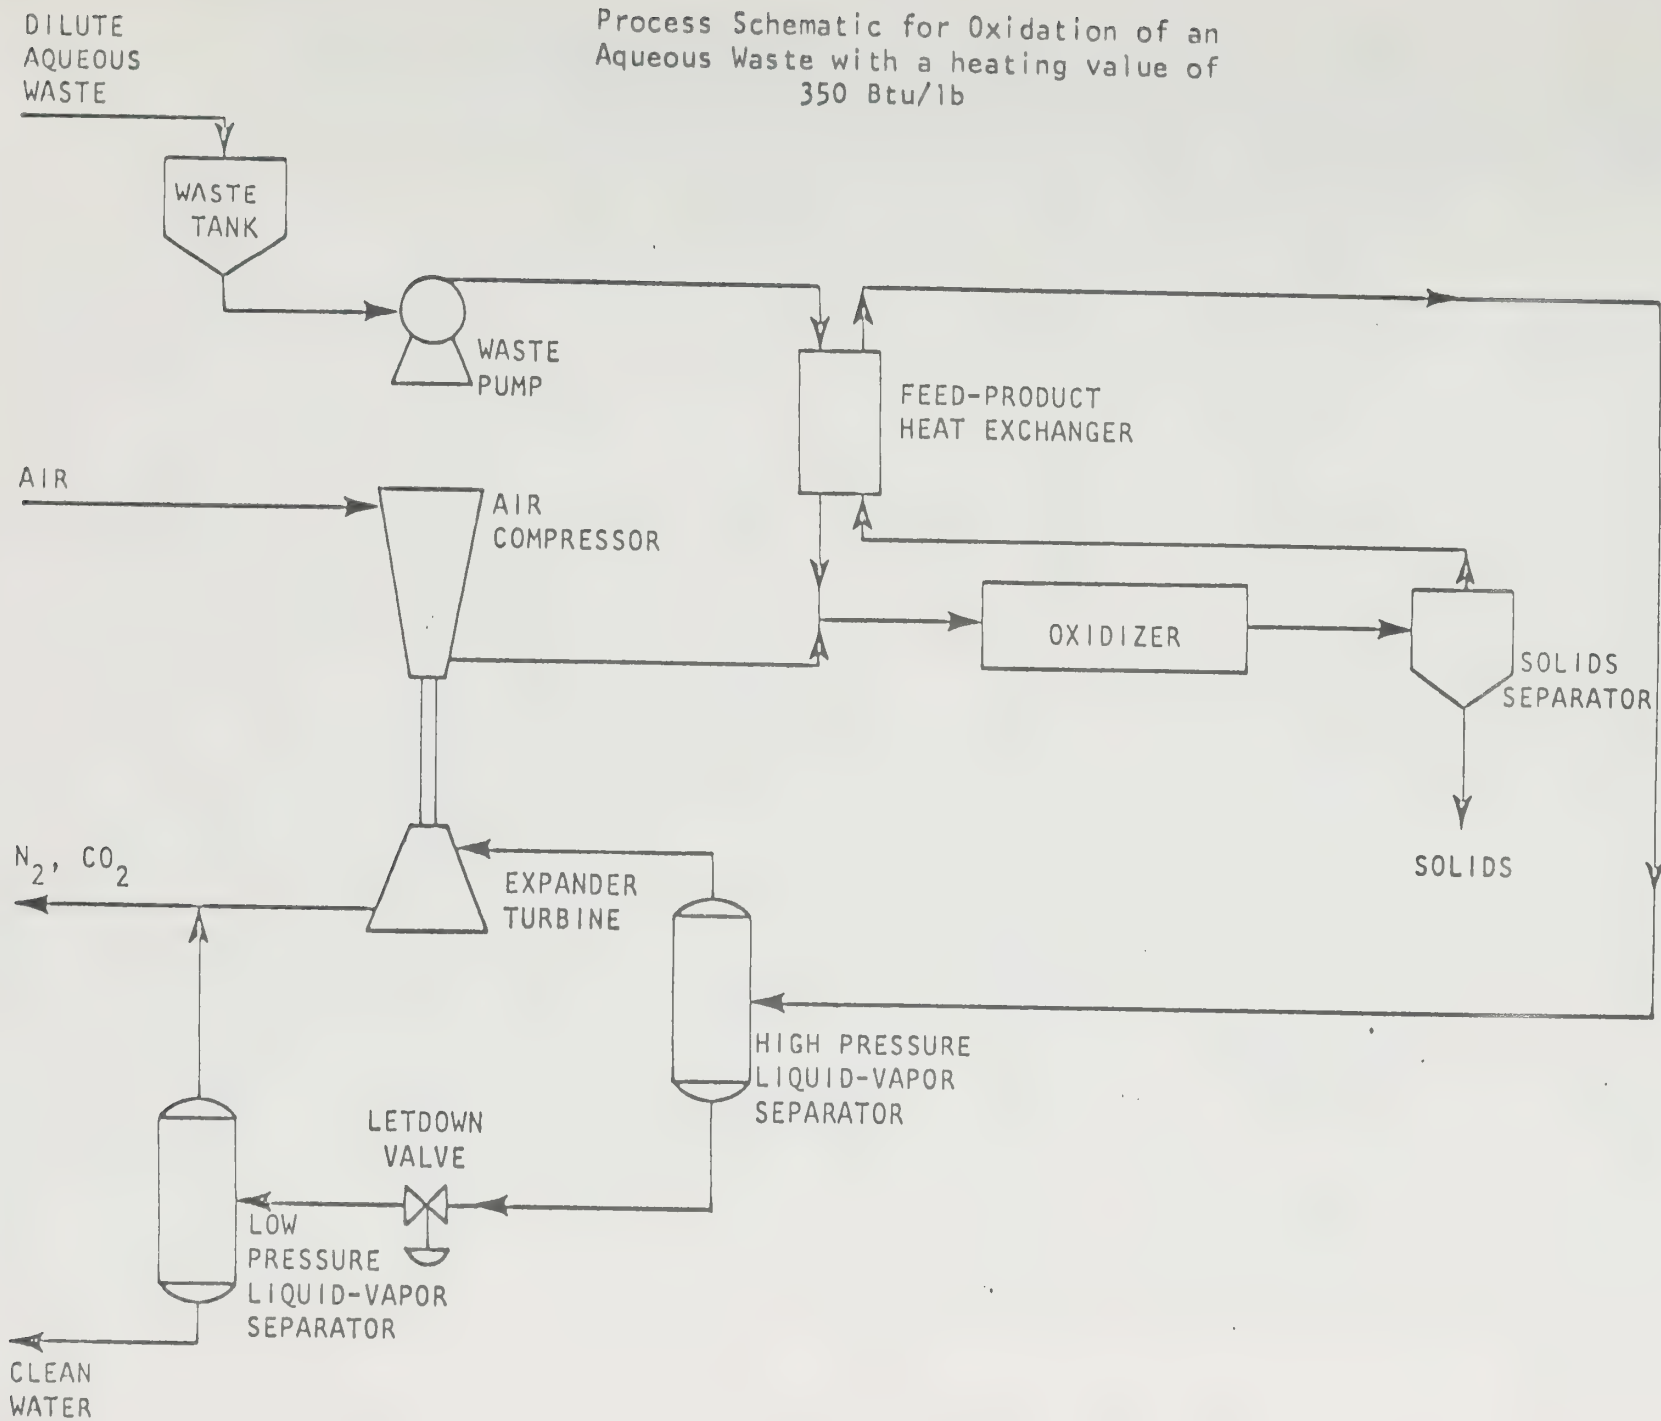 Process Schematic for Oxidation of an
Aqueous Waste with a heating value of
350 Btu/lb
DILUTE
AQUEOUS
WASTE
WASTE
TANK
WASTE
PUMP
FEED-PRODUCT
HEAT EXCHANGER
AIR
AIR
COMPRESSOR
OXIDIZER
SOLIDS
SEPARATOR
SOLIDS
N2, CO2
EXPANDER
TURBINE
HIGH PRESSURE
LIQUID-VAPOR
SEPARATOR
LETDOWN
VALVE
LOW
PRESSURE
LIQUID-VAPOR
SEPARATOR
CLEAN
WATER